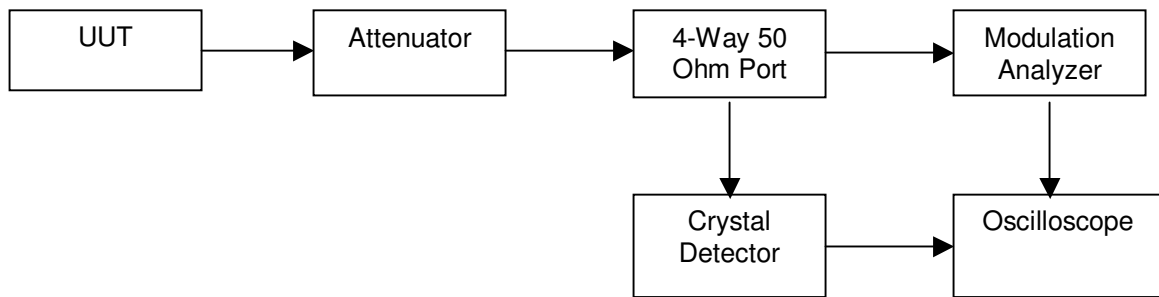 UUT
Attenuator
4-Way 50
Ohm Port
Modulation
Analyzer
Crystal
Detector
Oscilloscope